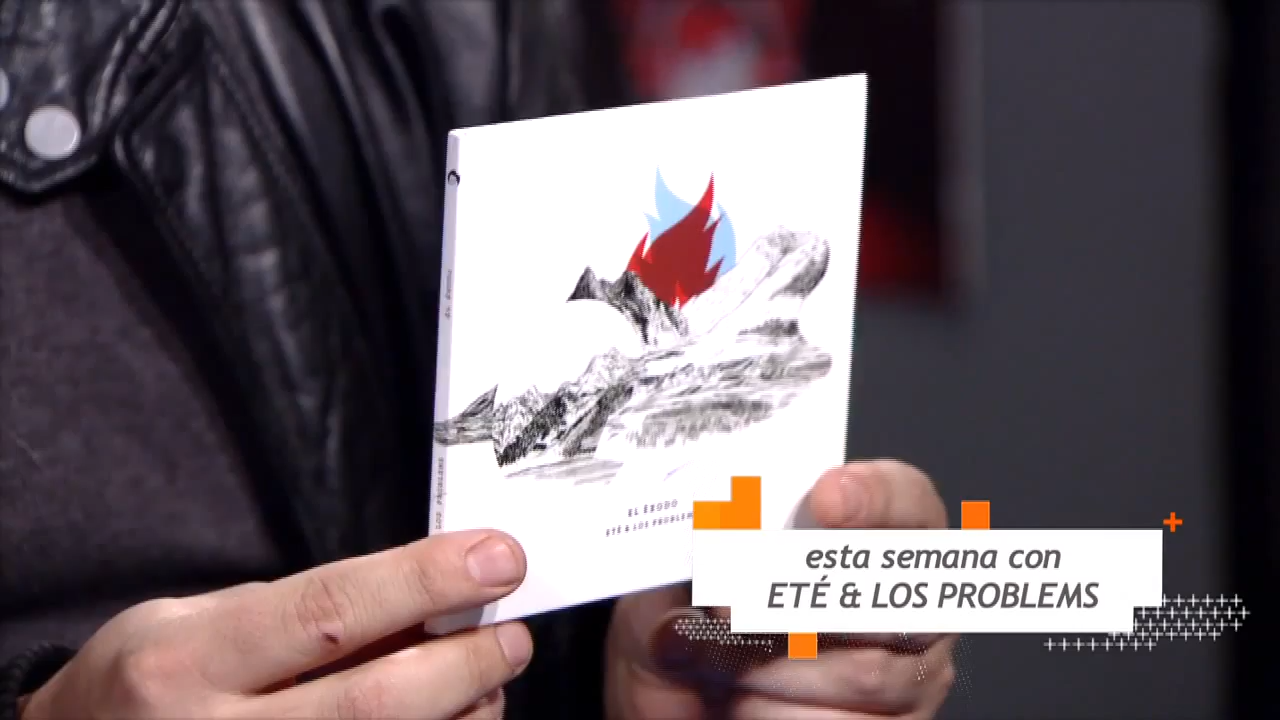 EL ÉXODO
ETÉ & LOS PROBLEM
esta semana con
ETÉ & LOS PROBLEMS